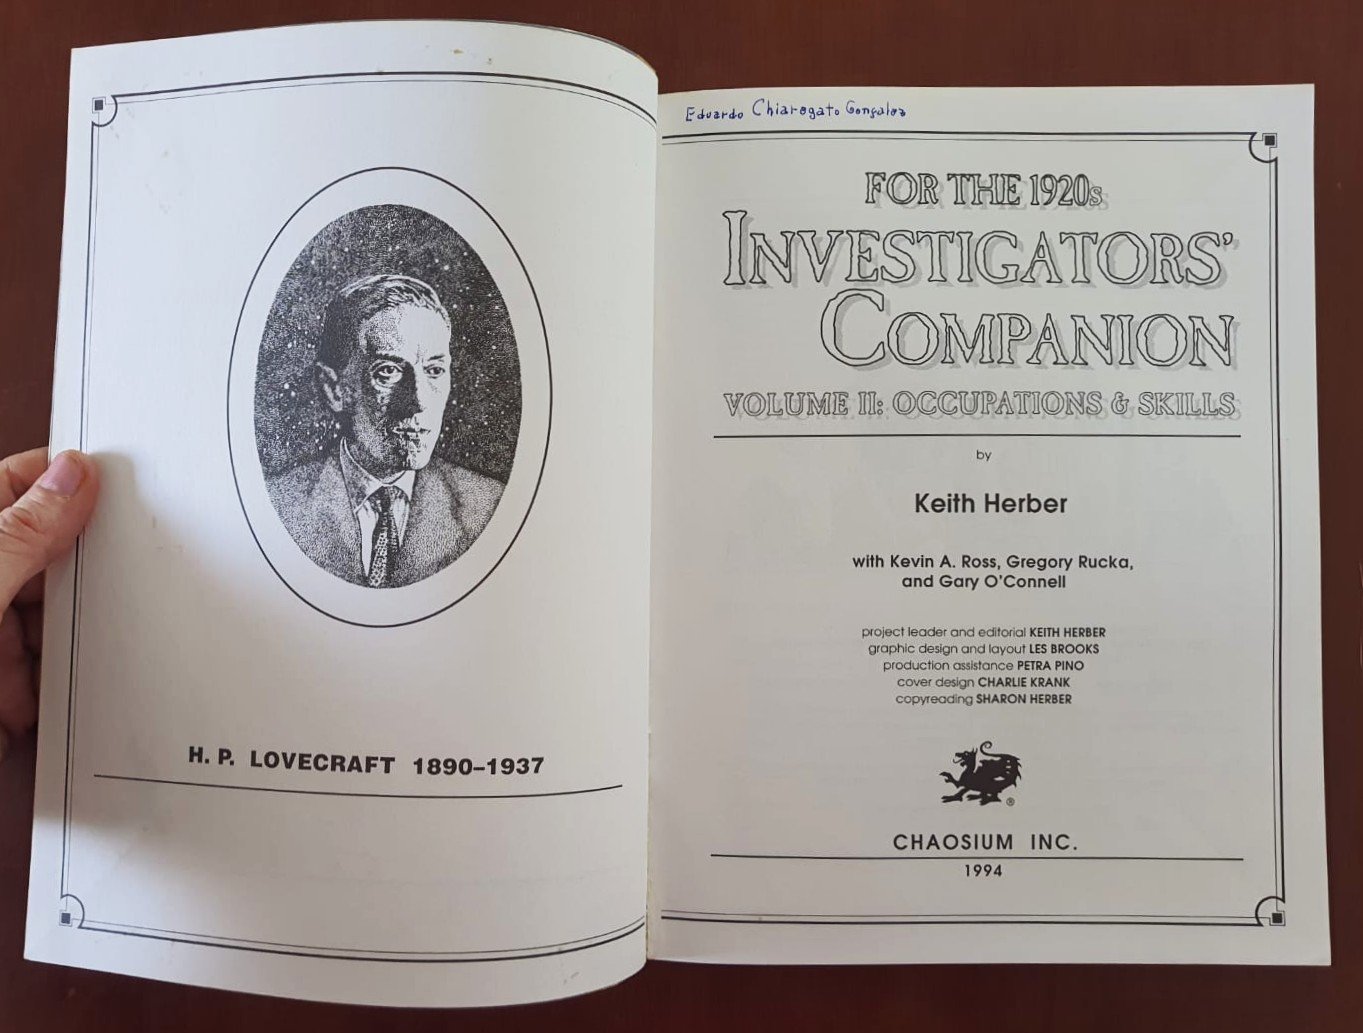 H. P. LOVECRAFT 1890–1937
Eduardo Chiaregato Gonçalez
FOR THE 1920s
INVESTIGATORS'
COMPANION
VOLUME II: OCCUPATIONS & SKILLS
by
Keith Herber
with Kevin A. Ross, Gregory Rucka,
and Gary O'Connell
project leader and editorial KEITH HERBER
graphic design and layout LES BROOKS
production assistance PETRA PINO
cover design CHARLIE KRANK
copyreading SHARON HERBER
®
CHAOSIUM INC.
1994